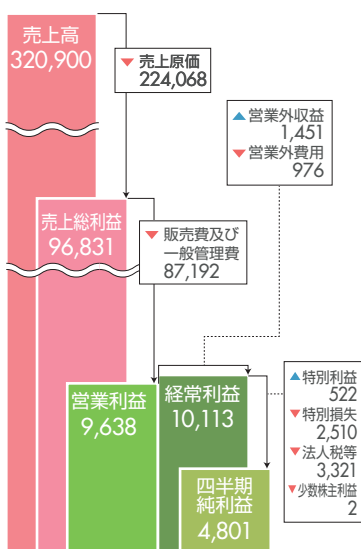 売上高
320,900
▼ 売上原価
224,068
▲ 営業外収益
1,451
▼ 営業外費用
976
売上総利益
96,831
▼ 販売費及び
一般管理費
87,192
営業利益
9,638
経常利益
10,113
▲ 特別利益
522
▼ 特別損失
2,510
▼ 法人税等
3,321
▼ 少数株主利益
2
四半期
純利益
4,801